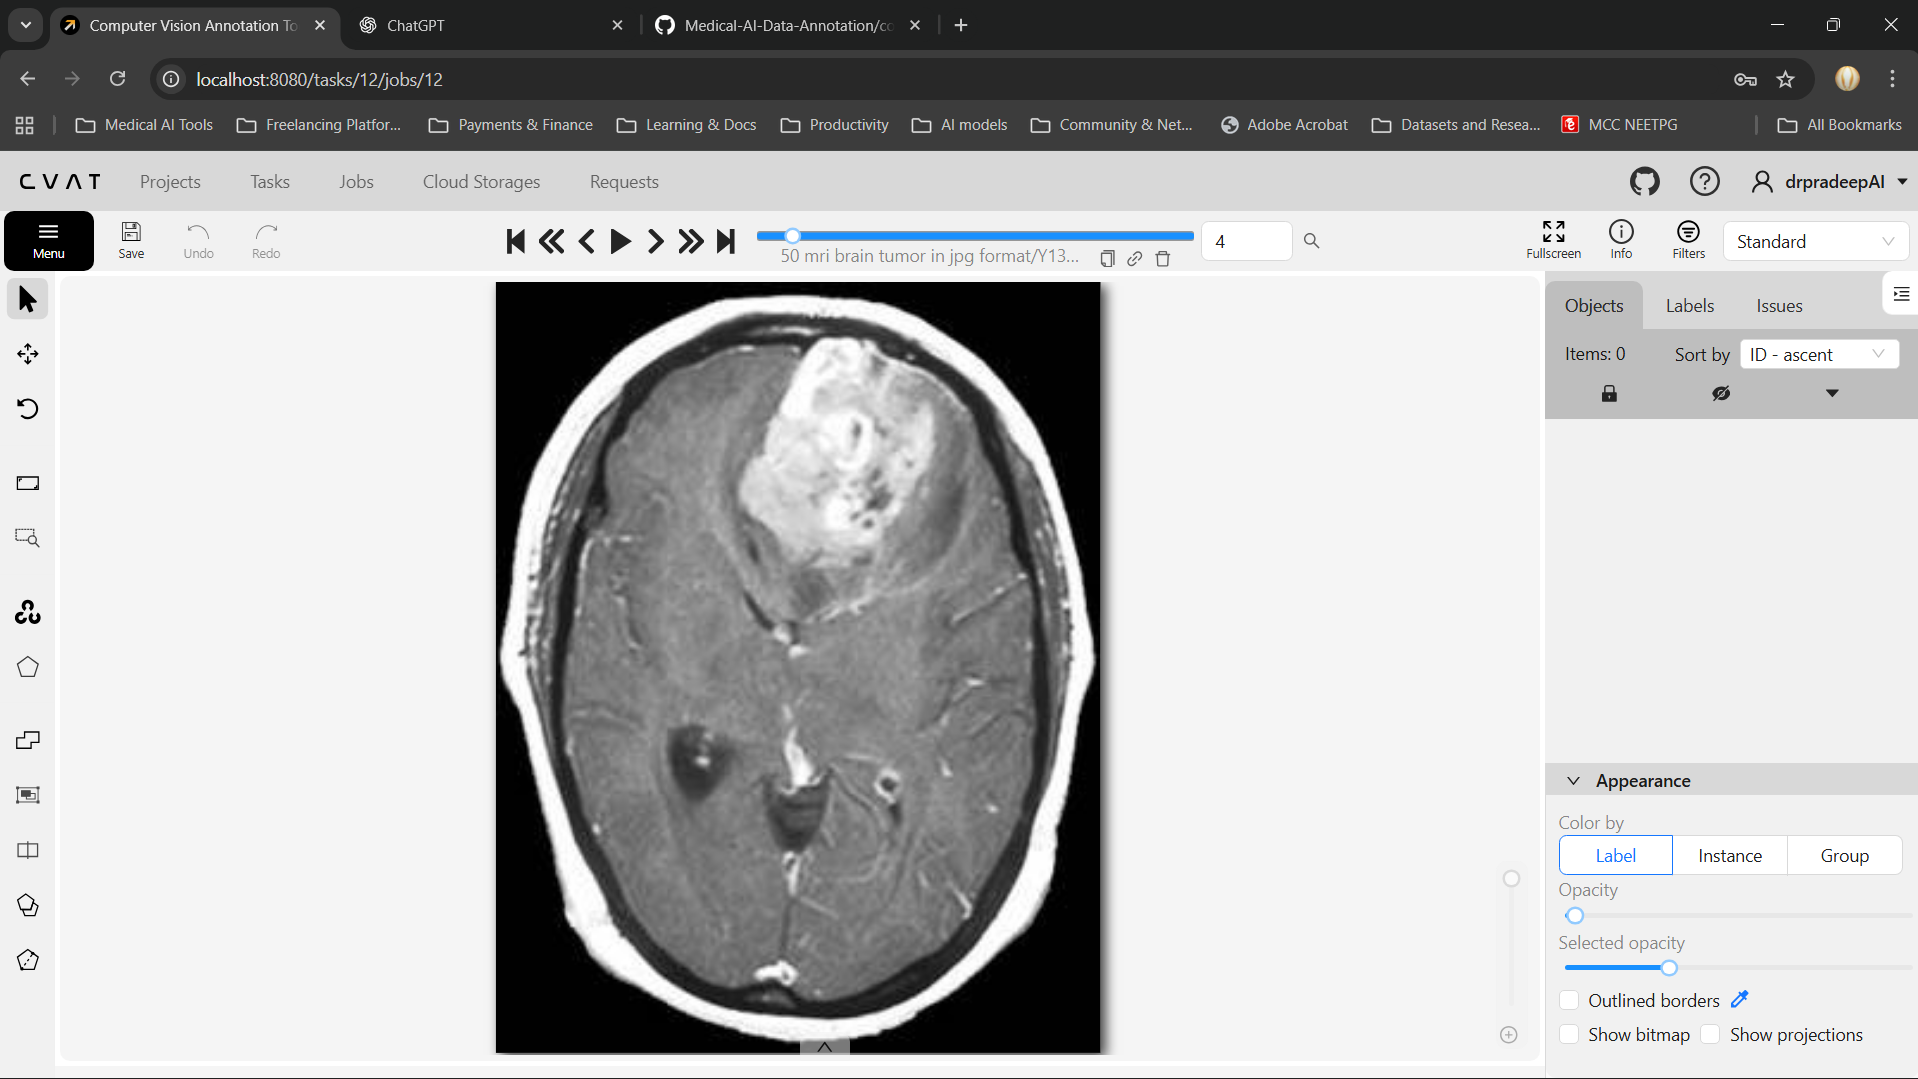 Computer Vision Annotation To
ChatGPT
Medical-AI-Data-Annotation/co
localhost:8080/tasks/12/jobs/12
Medical AI Tools
Freelancing Platfor...
Payments & Finance
Learning & Docs
Productivity
AI models
Community & Net...
Adobe Acrobat
Datasets and Resea...
MCC NEETPG
All Bookmarks
CVAT
Projects
Tasks
Jobs
Cloud Storages
Requests
drpradeepAI
Menu
Save
Undo
Redo
50 mri brain tumor in jpg format/Y13...
4
Fullscreen
Info
Filters
Standard
Objects
Labels
Issues
Items: 0
Sort by
ID - ascent
Appearance
Color by
Label
Instance
Group
Opacity
Selected opacity
Outlined borders
Show bitmap
Show projections